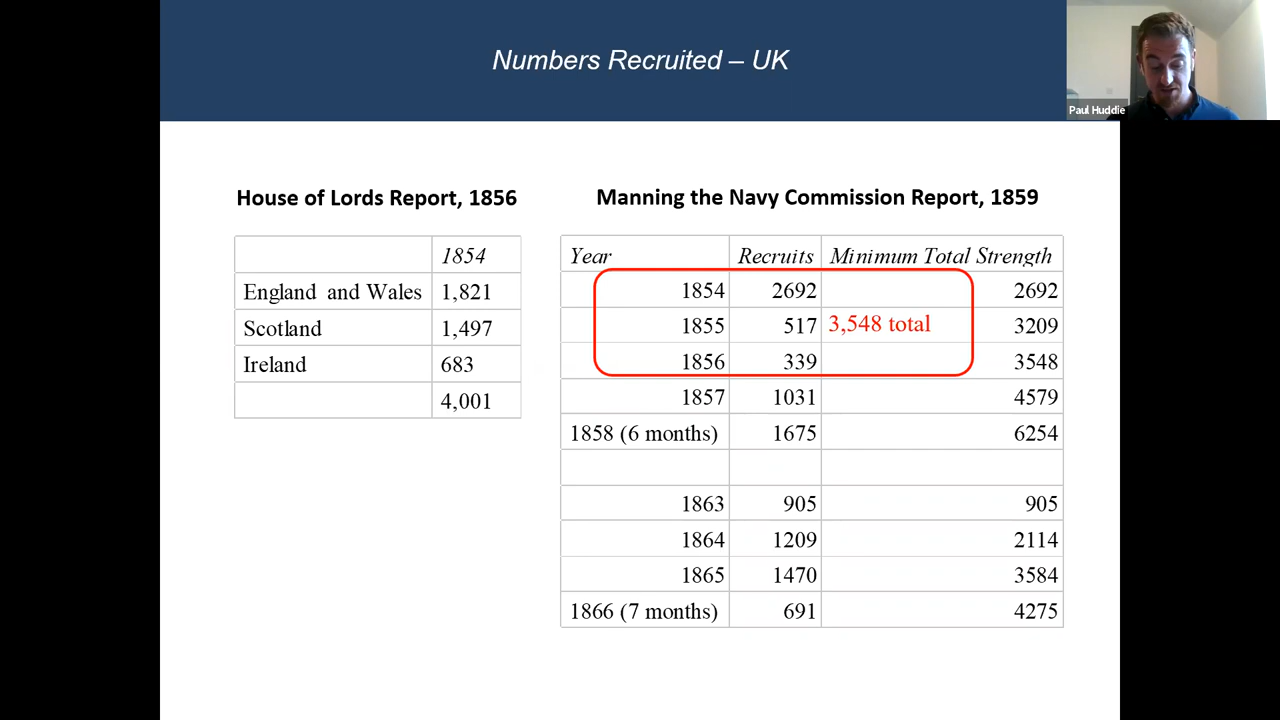 Numbers Recruited – UK
Paul Huddie
House of Lords Report, 1856
1854
England and Wales 1,821
Scotland 1,497
Ireland 683
4,001
Manning the Navy Commission Report, 1859
Year Recruits Minimum Total Strength
1854 2692 2692
1855 517 3,548 total 3209
1856 339 3548
1857 1031 4579
1858 (6 months) 1675 6254
1863 905 905
1864 1209 2114
1865 1470 3584
1866 (7 months) 691 4275